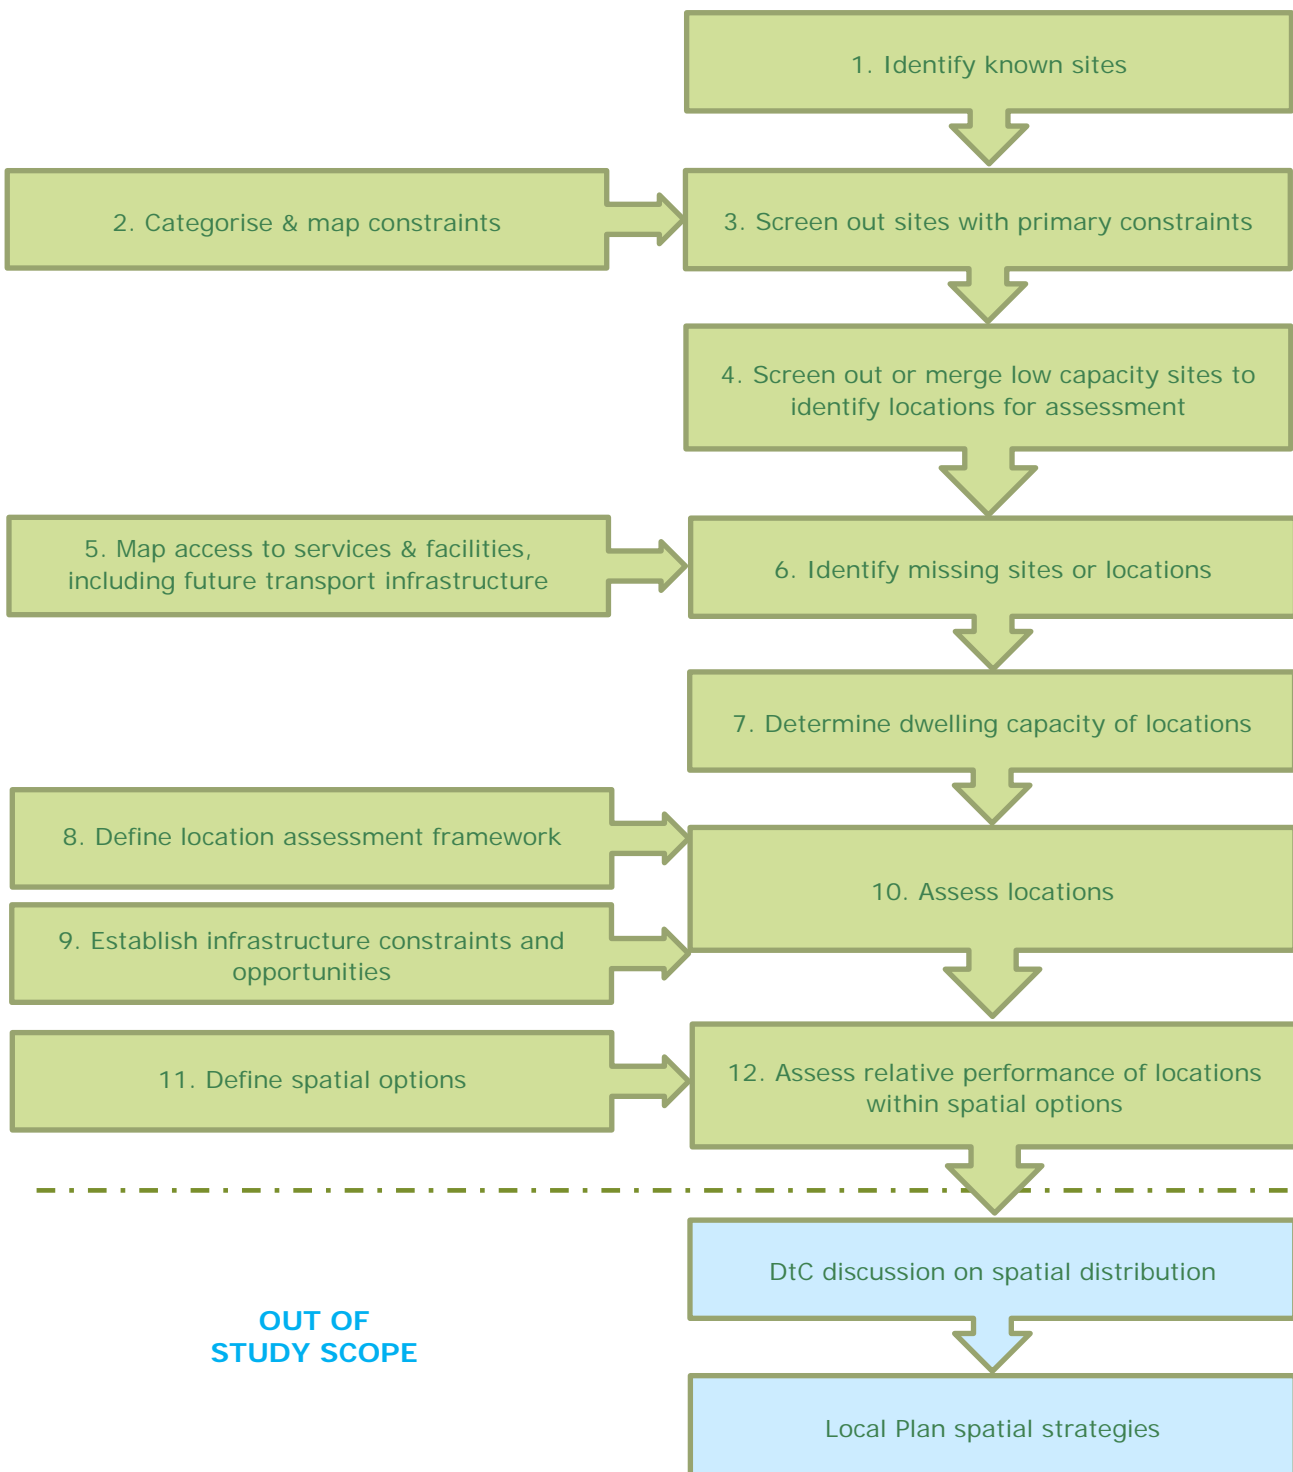 1. Identify known sites
2. Categorise & map constraints
3. Screen out sites with primary constraints
4. Screen out or merge low capacity sites to
identify locations for assessment
5. Map access to services & facilities,
including future transport infrastructure
6. Identify missing sites or locations
7. Determine dwelling capacity of locations
8. Define location assessment framework
9. Establish infrastructure constraints and
opportunities
10. Assess locations
11. Define spatial options
12. Assess relative performance of locations
within spatial options
DtC discussion on spatial distribution
OUT OF
STUDY SCOPE
Local Plan spatial strategies